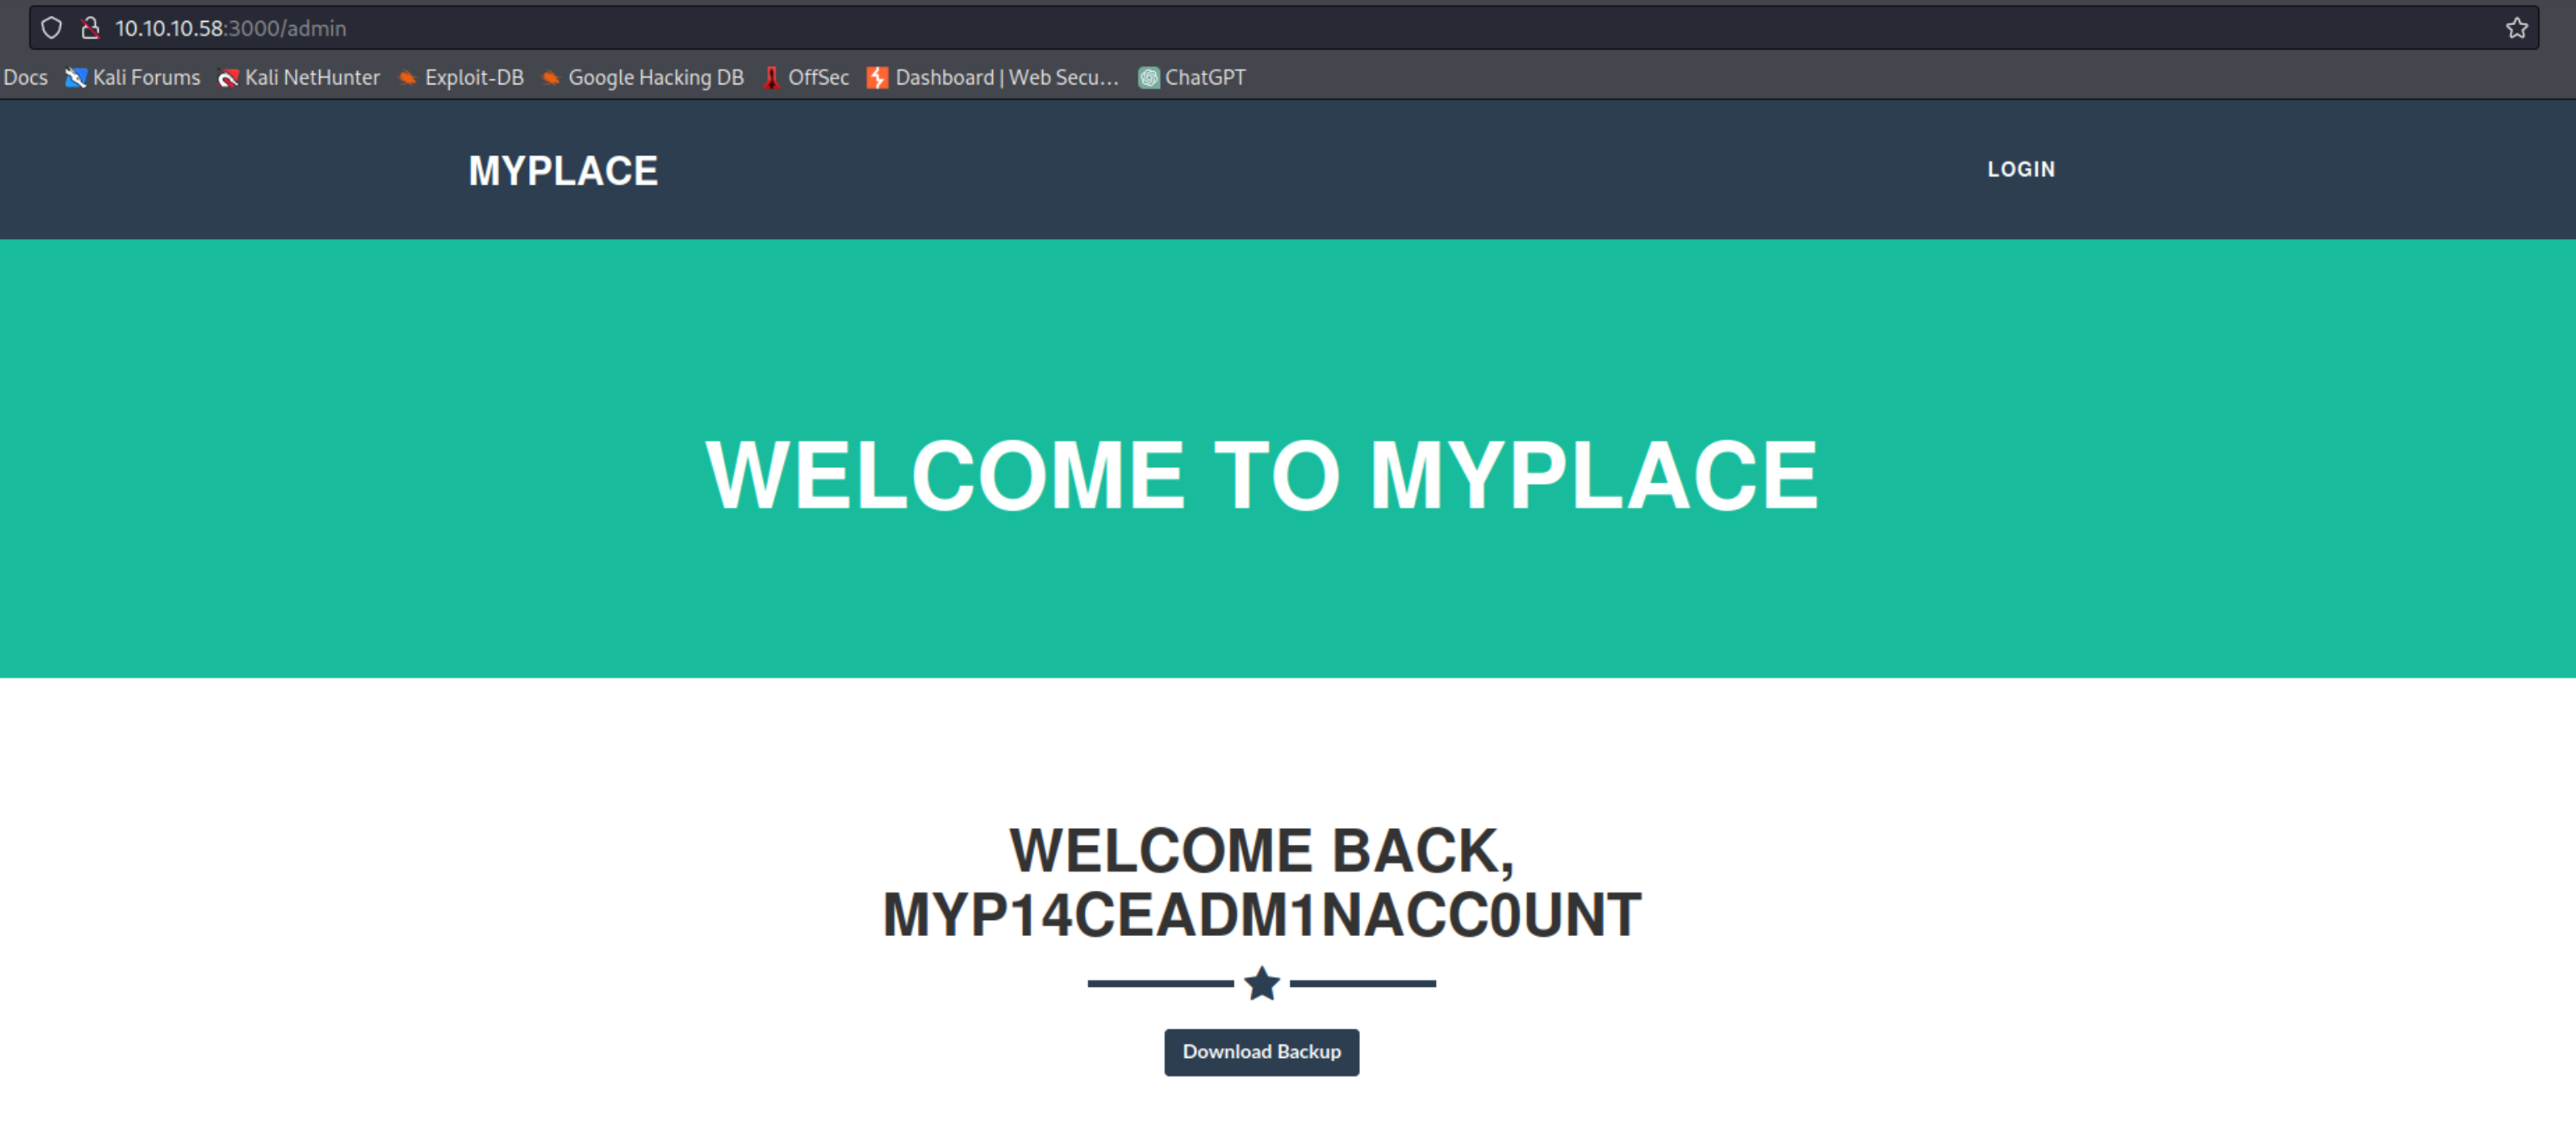 10.10.10.58:3000/admin
Docs Kali Forums Kali NetHunter Exploit-DB Google Hacking DB OffSec Dashboard | Web Secu... ChatGPT
MYPLACE LOGIN
WELCOME TO MYPLACE
WELCOME BACK,
MYP14CEADM1NACC0UNT
Download Backup